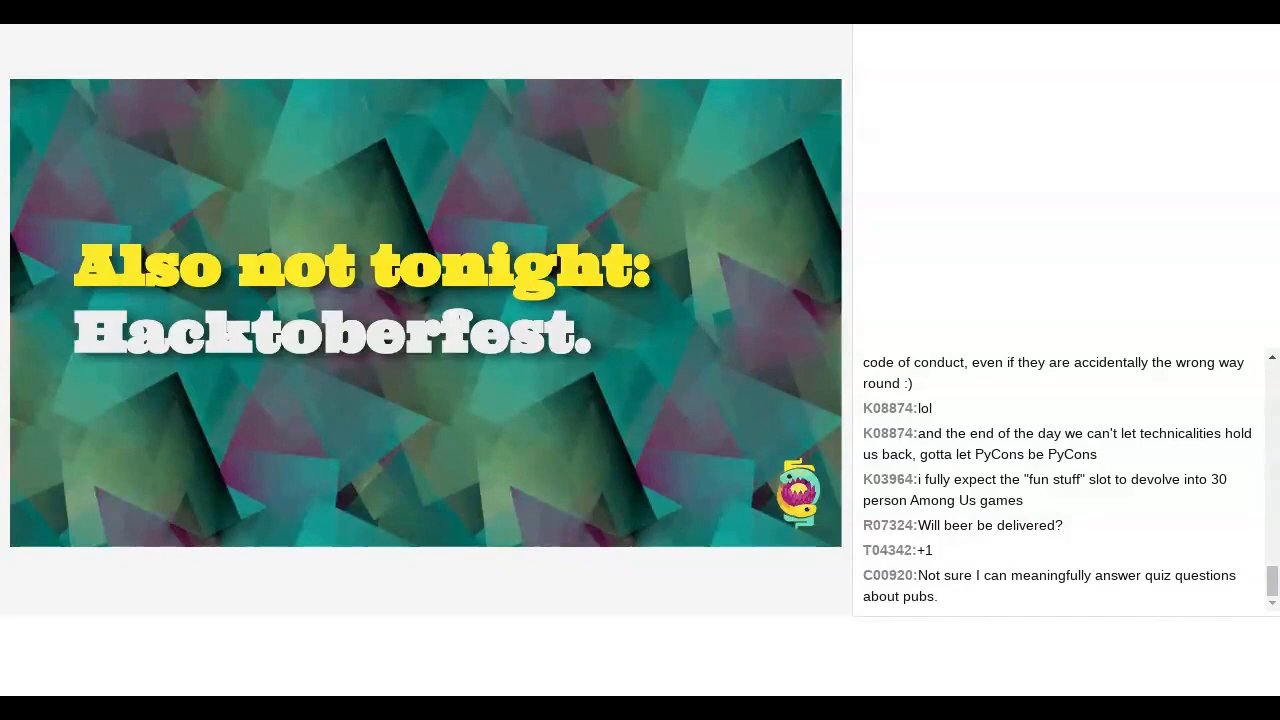 Also not tonight:
Hacktoberfest.
code of conduct, even if they are accidentally the wrong way
round :)
K08874:lol
K08874:and the end of the day we can't let technicalities hold
us back, gotta let PyCons be PyCons
K03964:i fully expect the "fun stuff" slot to devolve into 30
person Among Us games
R07324:Will beer be delivered?
T04342:+1
C00920:Not sure I can meaningfully answer quiz questions
about pubs.